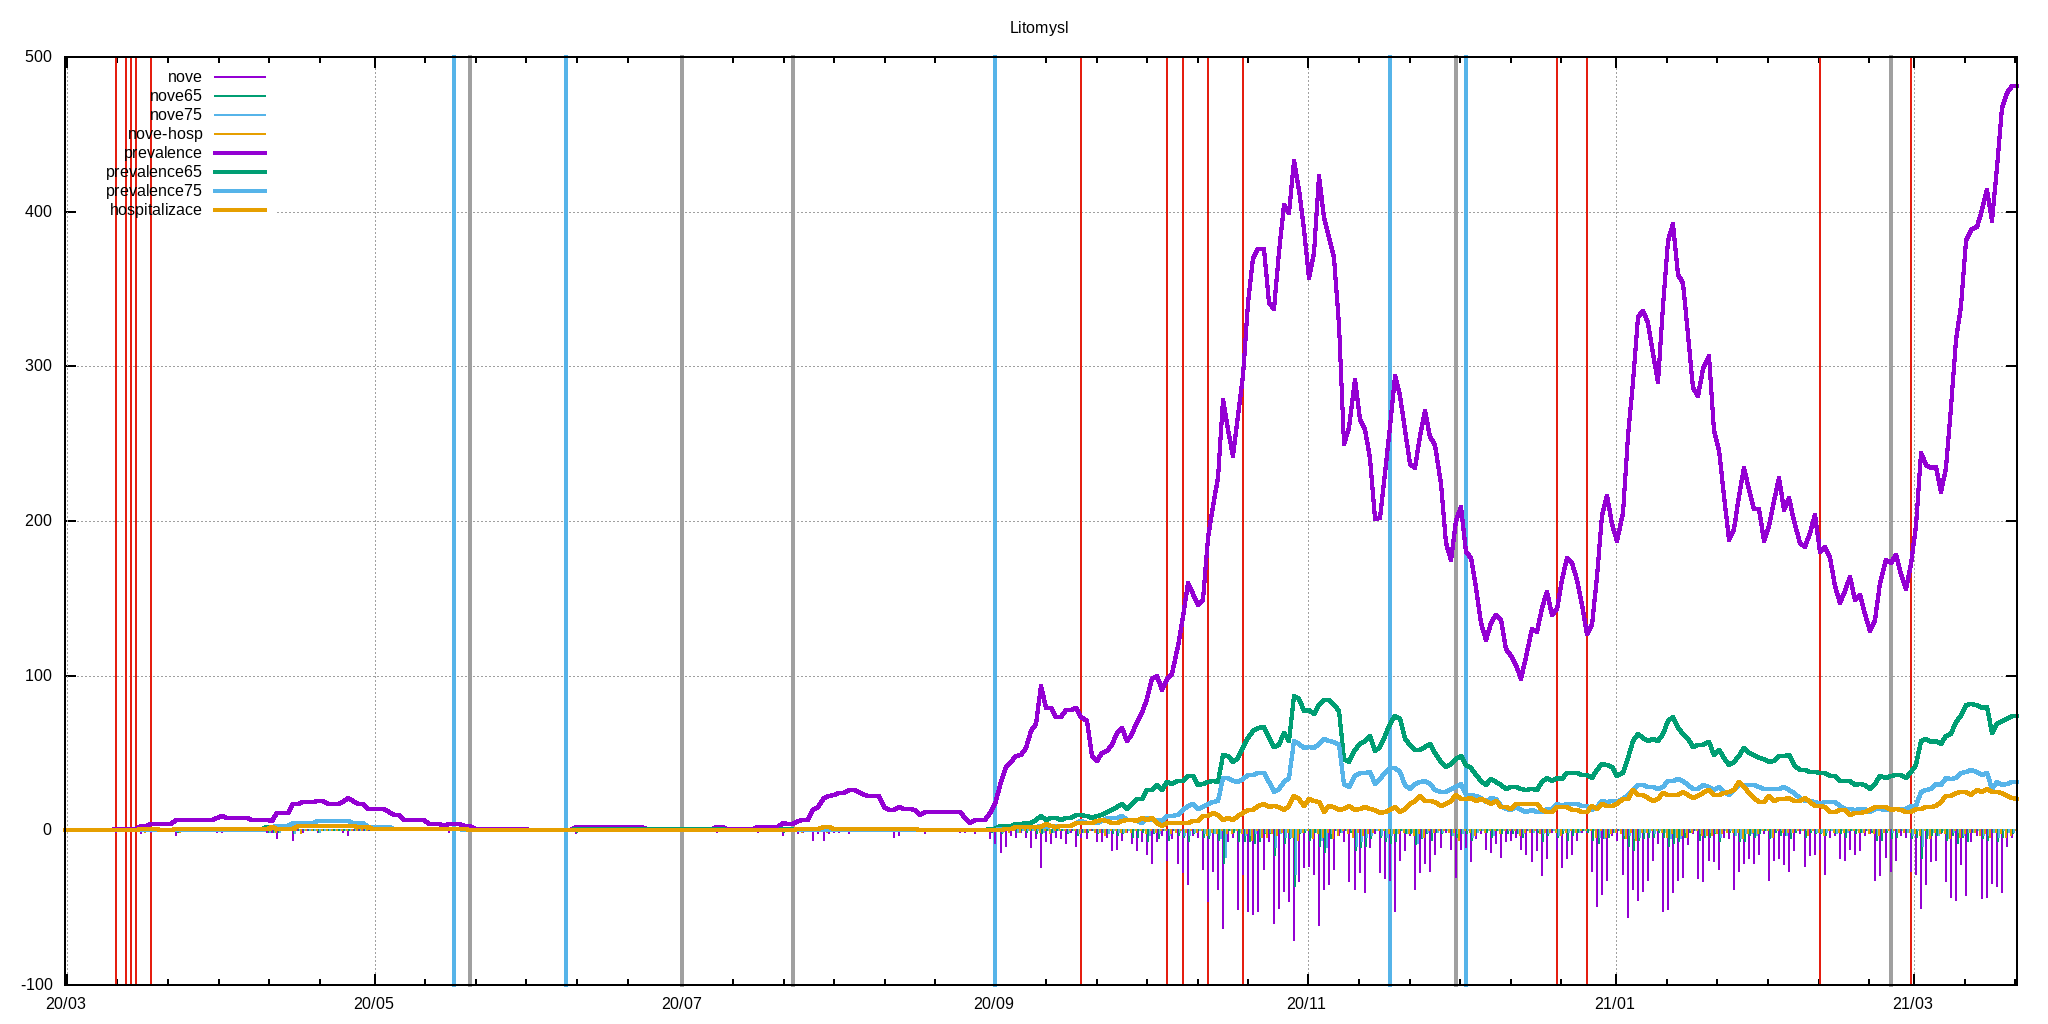 Litomysl
500
400
300
200
100
0
-100
nove
nove65
nove75
nove-hosp
prevalence
prevalence65
prevalence75
hospitalizace
20/03 20/05 20/07 20/09 20/11 21/01 21/03